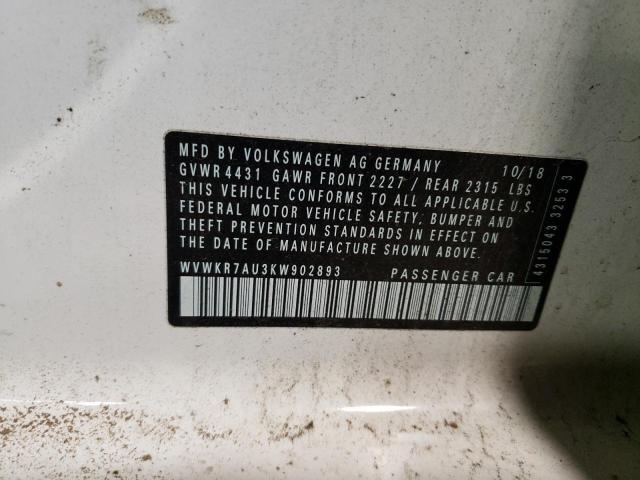 MFD BY VOLKSWAGEN AG GERMANY 10/18
GVWR 4431 GAWR FRONT 2227 / REAR 2315 LBS
THIS VEHICLE CONFORMS TO ALL APPLICABLE U.S.
FEDERAL MOTOR VEHICLE SAFETY, BUMPER AND
THEFT PREVENTION STANDARDS IN EFFECT ON
THE DATE OF MANUFACTURE SHOWN ABOVE.
WVWKR7AU3KW902893 PASSENGER CAR
4315043 3253 3